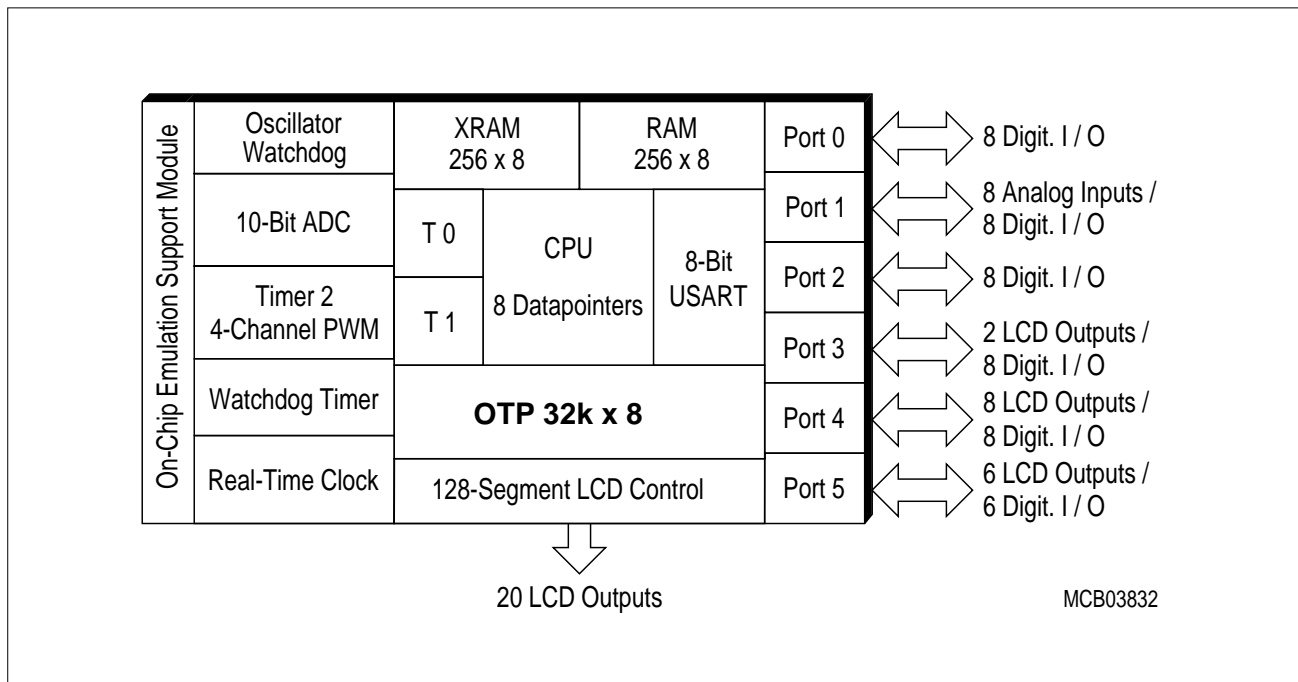 On-Chip Emulation Support Module
Oscillator
Watchdog
10-Bit ADC
Timer 2
4-Channel PWM
Watchdog Timer
Real-Time Clock
XRAM
256 x 8
RAM
256 x 8
T 0
T 1
CPU
8 Datapointers
8-Bit
USART
OTP 32k x 8
128-Segment LCD Control
Port 0
Port 1
Port 2
Port 3
Port 4
Port 5
8 Digit. I / O
8 Analog Inputs /
8 Digit. I / O
8 Digit. I / O
2 LCD Outputs /
8 Digit. I / O
8 LCD Outputs /
8 Digit. I / O
6 LCD Outputs /
6 Digit. I / O
20 LCD Outputs
MCB03832